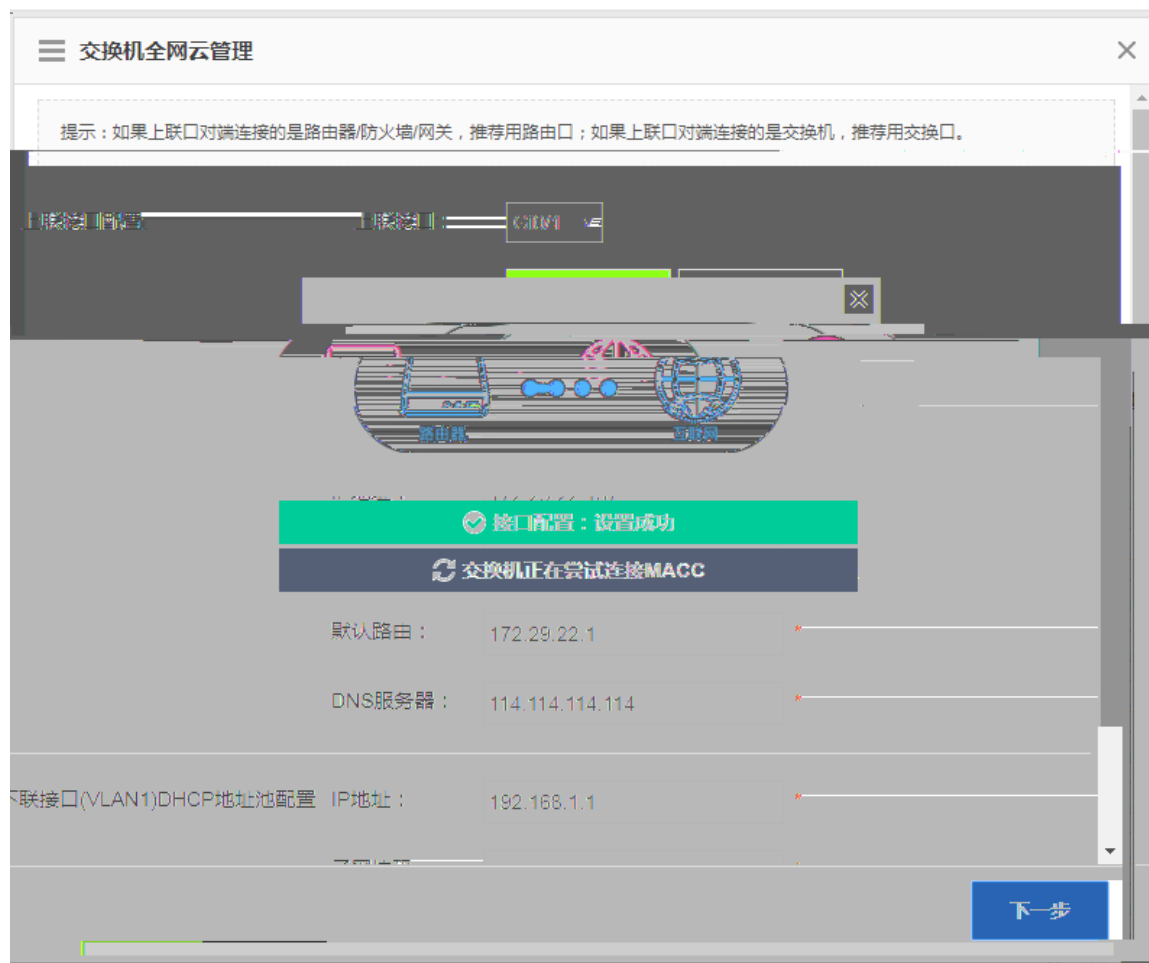 交换机全网云管理
提示：如果上联口对端连接的是路由器/防火墙/网关，推荐用路由口；如果上联口对端连接的是交换机，推荐用交换口。
上联接口配置
上联接口：
路由器
互联网
接口配置：设置成功
交换机正在尝试连接MACC
默认路由： 172.29.22.1 *
DNS服务器： 114.114.114.114 *
联接口(VLAN1)DHCP地址池配置 IP地址： 192.168.1.1 *
下一步